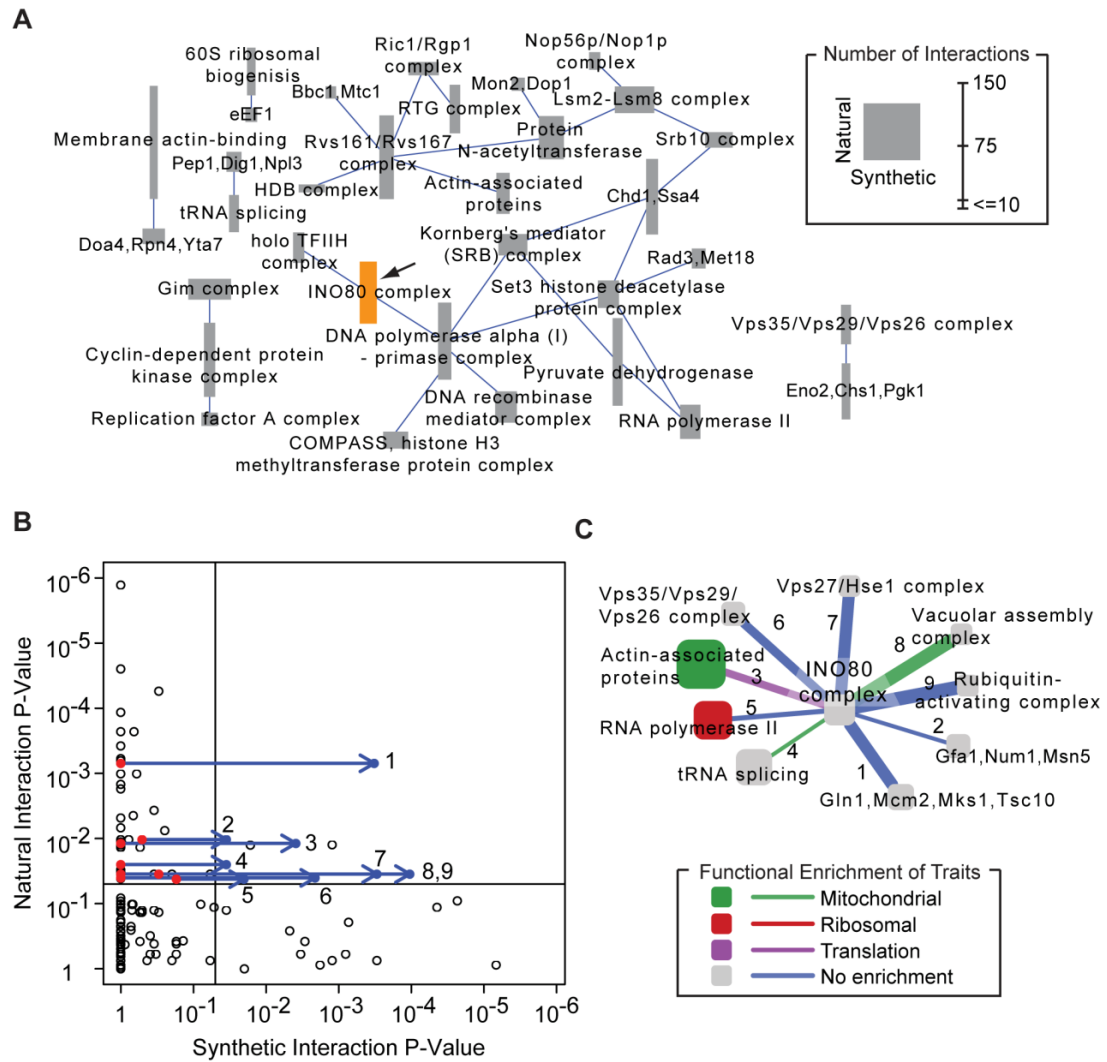 A
60S ribosomal
biogenisis
eEF1
Ric1/Rgp1
complex
Nop56p/Nop1p
complex
Bbc1,Mtc1
RTG complex
Mon2,Dop1
Lsm2-Lsm8 complex
Membrane actin-binding
Pep1,Dig1,Npl3
Rvs161/Rvs167
complex
Protein
N-acetyltransferase
Srb10 complex
HDB complex
Actin-associated
proteins
Chd1,Ssa4
tRNA splicing
Doa4,Rpn4,Yta7
holo TFIIH
complex
Kornberg's mediator
(SRB) complex
Rad3,Met18
Gim complex
INO80 complex
Set3 histone deacetylase
protein complex
DNA polymerase alpha (I)
- primase complex
Vps35/Vps29/Vps26 complex
Cyclin-dependent protein
kinase complex
Pyruvate dehydrogenase
Eno2,Chs1,Pgk1
Replication factor A complex
DNA recombinase
mediator complex
RNA polymerase II
COMPASS, histone H3
methyltransferase protein complex
Number of Interactions
Natural
Synthetic
150
75
<=10
B
Natural Interaction P-Value
10-6
10-5
10-4
10-3
10-2
10-1
1
1
2
3
4
7
8,9
5
6
1
10-1
10-2
10-3
10-4
10-5
10-6
Synthetic Interaction P-Value
C
Vps35/Vps29/
Vps26 complex
Vps27/Hse1 complex
Vacuolar assembly
complex
6
7
8
Actin-associated
proteins
3
INO80
complex
9
Rubiquitin-
activating complex
RNA polymerase II
5
2
Gfa1,Num1,Msn5
4
tRNA splicing
1
Gln1,Mcm2,Mks1,Tsc10
Functional Enrichment of Traits
Mitochondrial
Ribosomal
Translation
No enrichment